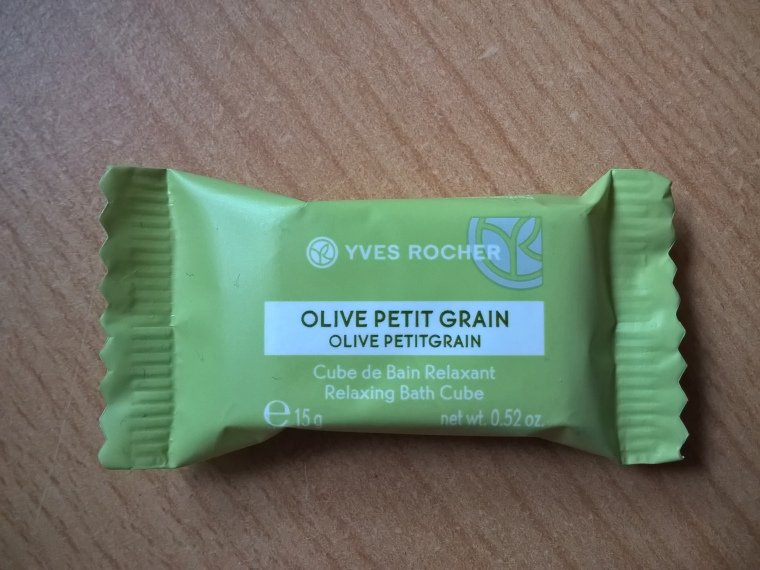 YVES ROCHER
OLIVE PETIT GRAIN
OLIVE PETITGRAIN
Cube de Bain Relaxant
Relaxing Bath Cube
℮ 15 g net wt. 0.52 oz.